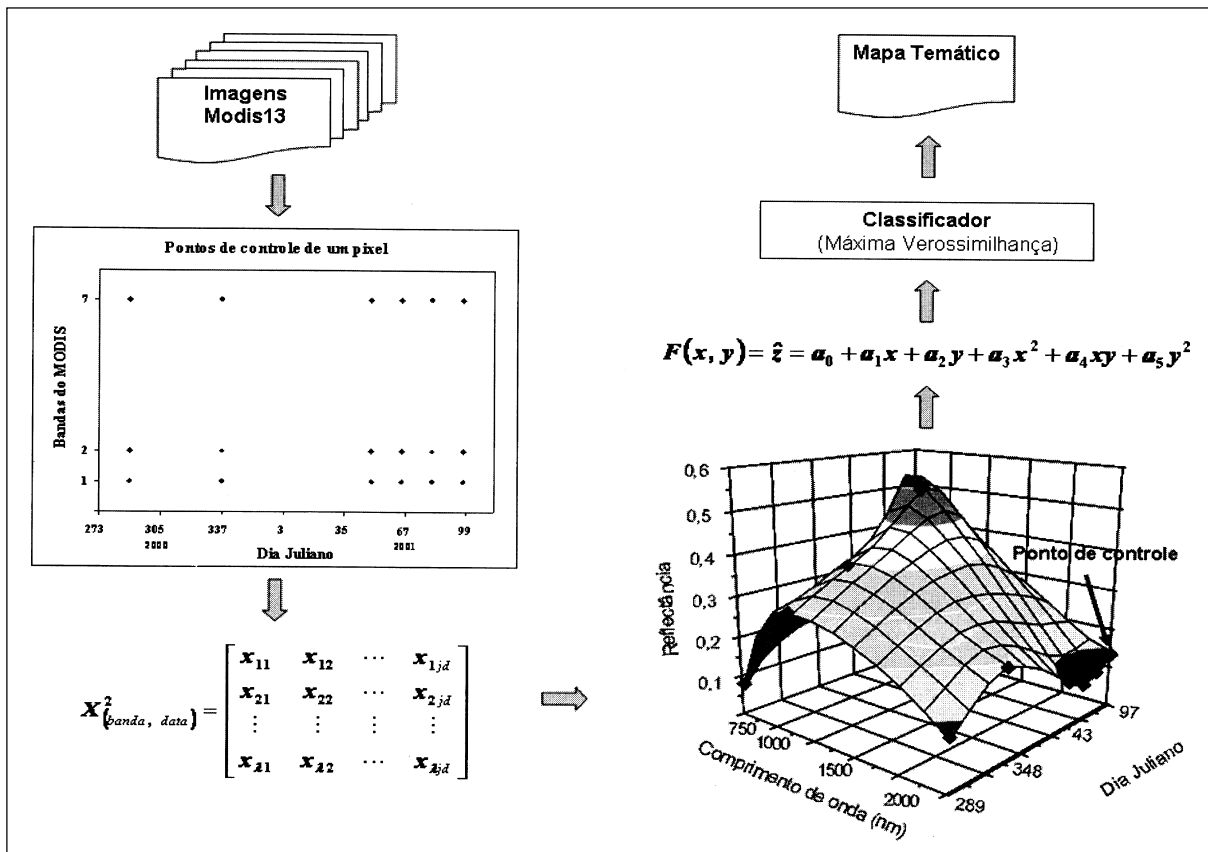 Imagens
Modis13
Pontos de controle de um pixel
Bandas do MODIS
7
2
1
273 305 337 3 35 67 99
2000 2001
Dia Juliano
X²(banda, data) = [ x₁₁ x₁₂ ⋯ x₁jd
x₂₁ x₂₂ ⋯ x₂jd
⋮ ⋮ ⋮ ⋮
xλ1 xλ2 ⋯ xλjd ]
Mapa Temático
Classificador
(Máxima Verossimilhança)
F(x, y) = ẑ = a₀ + a₁x + a₂y + a₃x² + a₄xy + a₅y²
Reflectância
0,6
0,5
0,4
0,3
0,2
0,1
Ponto de controle
750 1000 1500 2000
Comprimento de onda (nm)
289 348 43 97
Dia Juliano